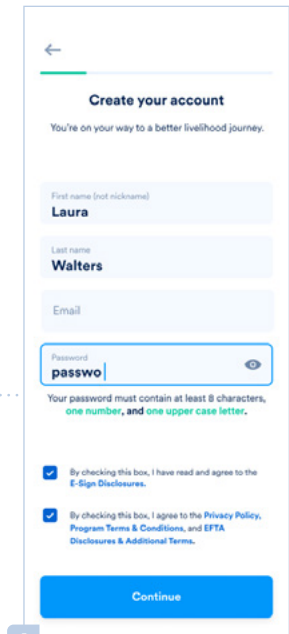 Create your account
You're on your way to a better livelihood journey.
First name (not nickname)
Laura
Last name
Walters
Email
Password
passwo
Your password must contain at least 8 characters,
one number, and one upper case letter.
By checking this box, I have read and agree to the
E-Sign Disclosures.
By checking this box, I agree to the Privacy Policy,
Program Terms & Conditions, and EFTA
Disclosures & Additional Terms.
Continue